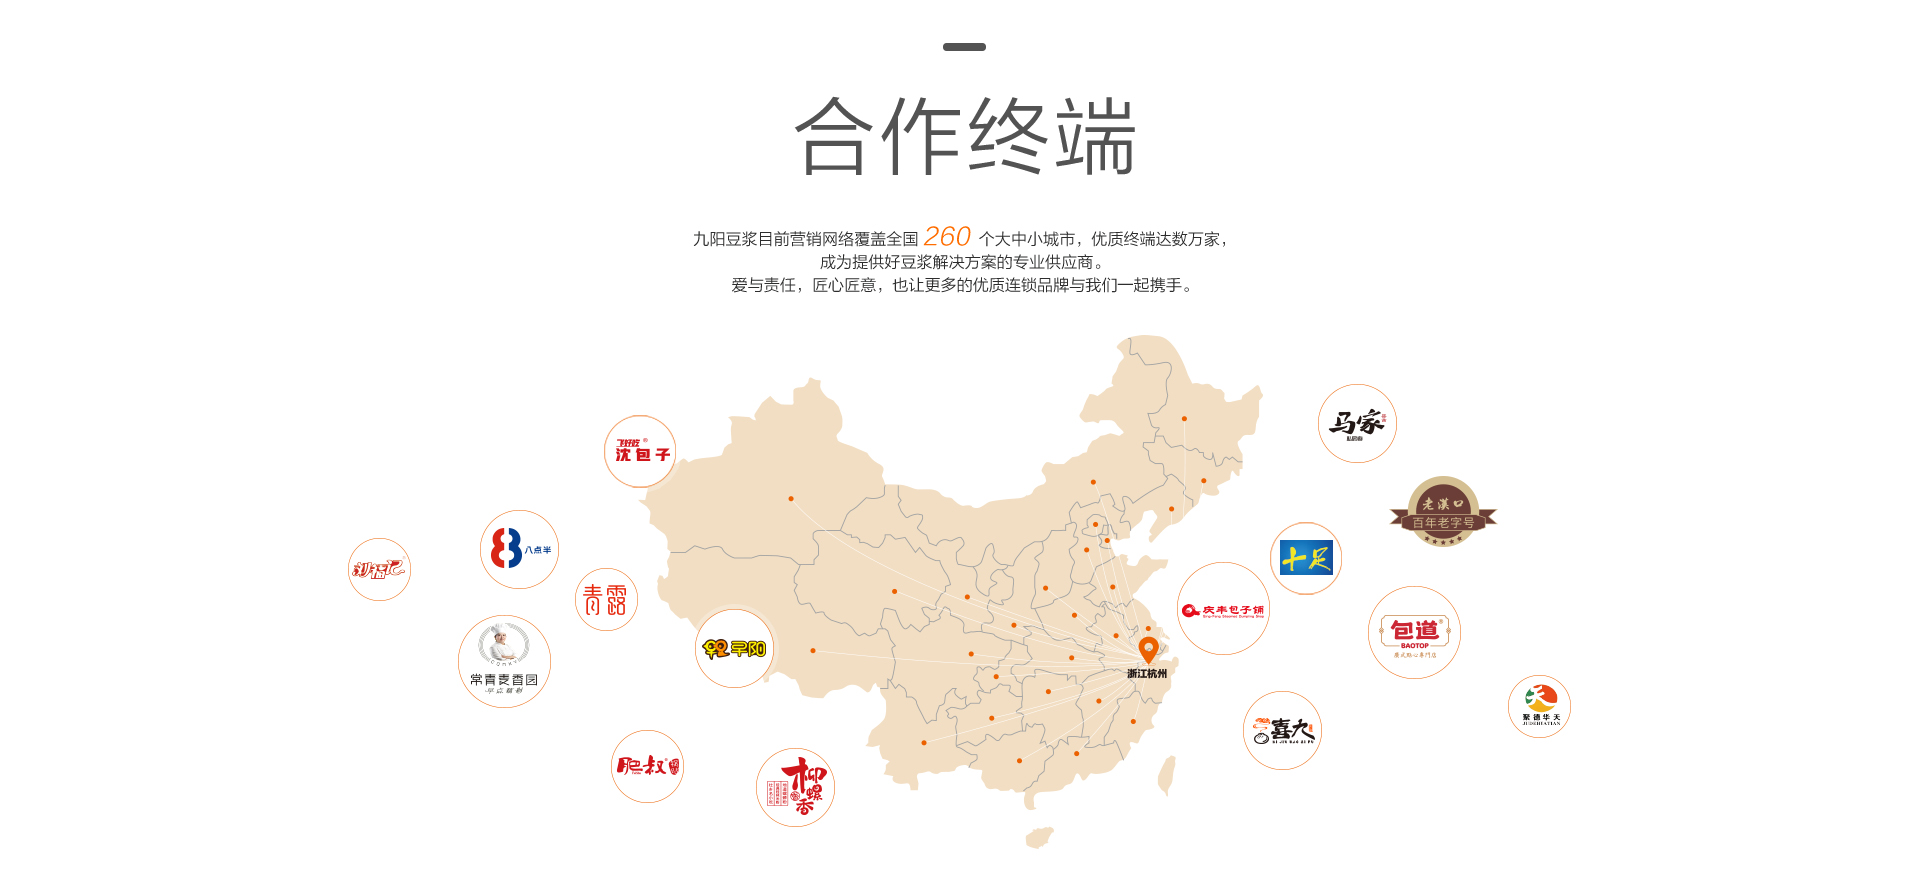 合作终端
九阳豆浆目前营销网络覆盖全国 260 个大中小城市，优质终端达数万家，
成为提供好豆浆解决方案的专业供应商。
爱与责任，匠心匠意，也让更多的优质连锁品牌与我们一起携手。
马家
飞好吃®
沈包子
老漢口
百年老字号
八点半
十足
刘福记
青露
庆丰包子铺
包道®
BAOTOP
早阳
浙江杭州
常青麦香园
聚德华天
JUDEHUATIAN
喜九
肥叔
柳螺香